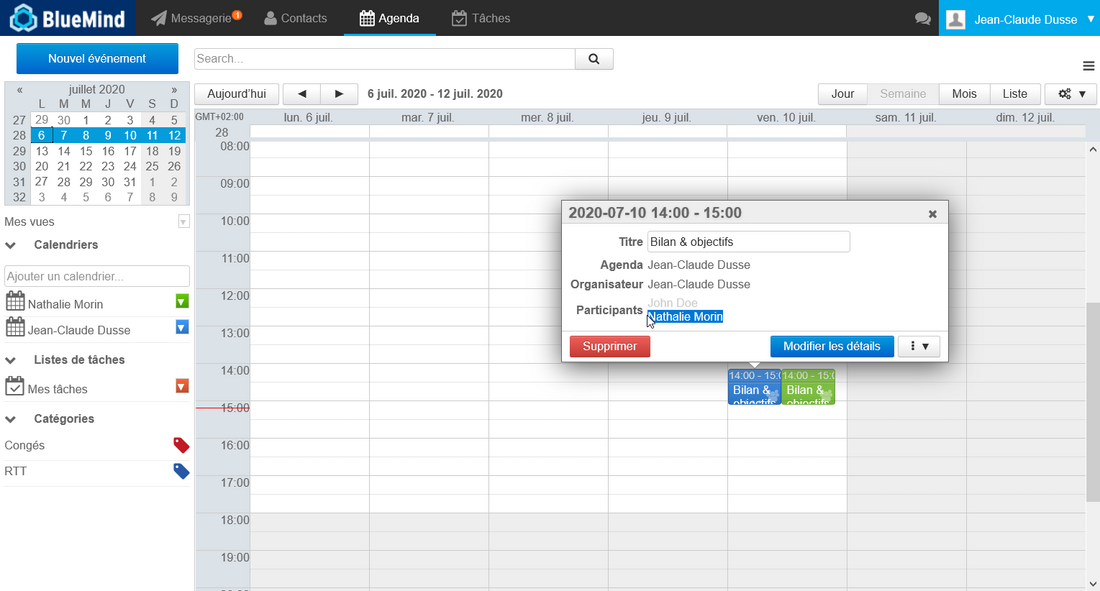 BlueMind
Messagerie 1
Contacts
Agenda
Tâches
Jean-Claude Dusse ▼
Nouvel événement
Search...
« juillet 2020 »
L M M J V S D
27 29 30 1 2 3 4 5
28 6 7 8 9 10 11 12
29 13 14 15 16 17 18 19
30 20 21 22 23 24 25 26
31 27 28 29 30 31 1 2
32 3 4 5 6 7 8 9
Aujourd'hui
◄
►
6 juil. 2020 - 12 juil. 2020
Jour
Semaine
Mois
Liste
▼
GMT+02:00 lun. 6 juil. mar. 7 juil. mer. 8 juil. jeu. 9 juil. ven. 10 juil. sam. 11 juil. dim. 12 juil.
28
08:00
09:00
10:00
11:00
12:00
13:00
14:00
15:00
16:00
17:00
18:00
19:00
Mes vues
Calendriers
Ajouter un calendrier...
Nathalie Morin
Jean-Claude Dusse
Listes de tâches
Mes tâches
Catégories
Congés
RTT
2020-07-10 14:00 - 15:00
Titre Bilan & objectifs
Agenda Jean-Claude Dusse
Organisateur Jean-Claude Dusse
John Doe
Participants
Nathalie Morin
Supprimer
Modifier les détails
▼
14:00 - 15:0
Bilan &
objectifs
14:00 - 15:0
Bilan &
objectifs